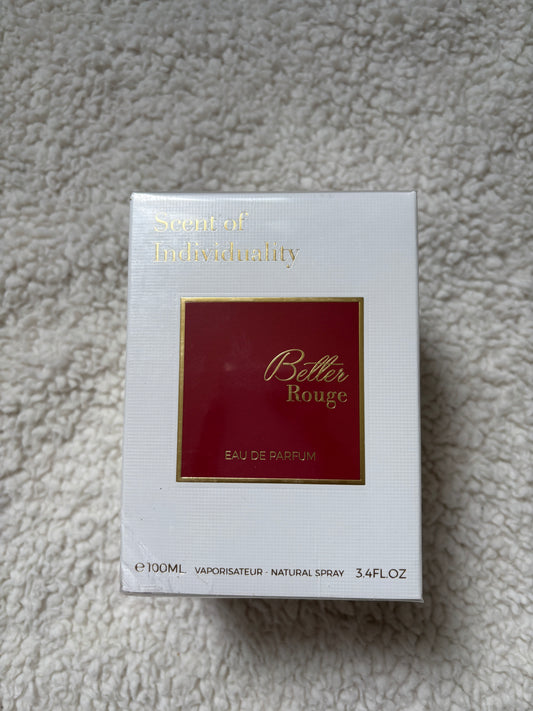 Scent of
Individuality
Better
Rouge
EAU DE PARFUM
℮100ML VAPORISATEUR - NATURAL SPRAY 3.4FL.OZ